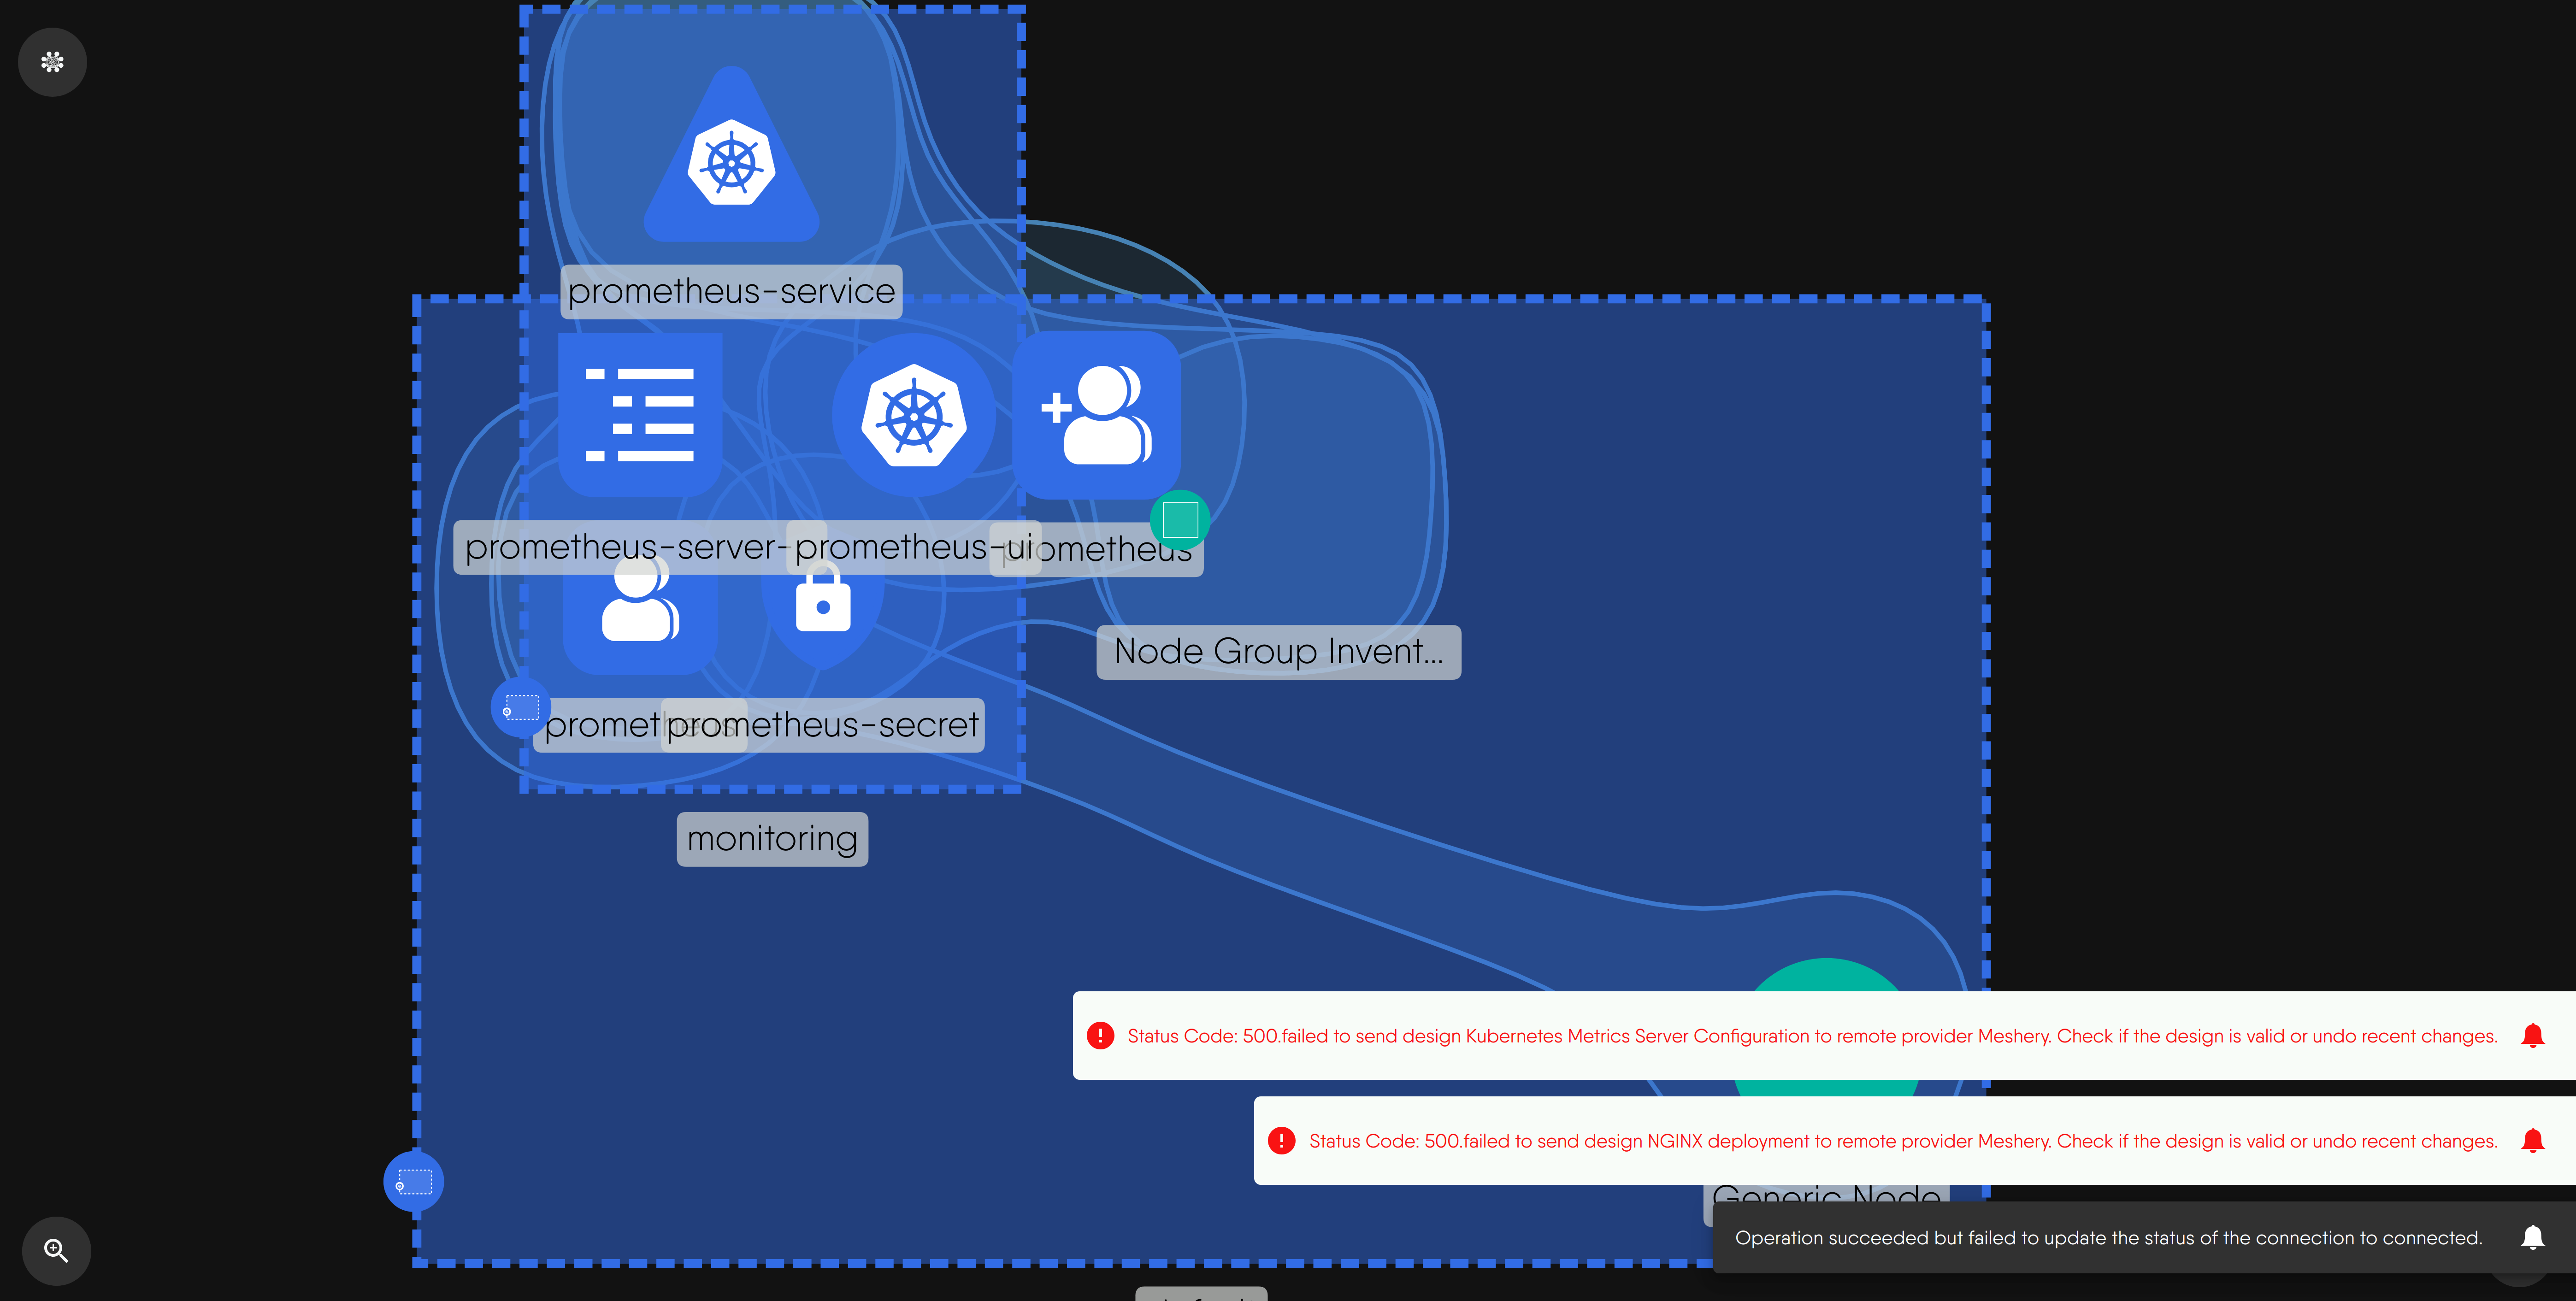 prometheus-service
prometheus-server-
prometheus-ui
prometheus
Node Group Invent...
prometheus-secret
monitoring
Status Code: 500.failed to send design Kubernetes Metrics Server Configuration to remote provider Meshery. Check if the design is valid or undo recent changes.
Status Code: 500.failed to send design NGINX deployment to remote provider Meshery. Check if the design is valid or undo recent changes.
Generic Node
Operation succeeded but failed to update the status of the connection to connected.